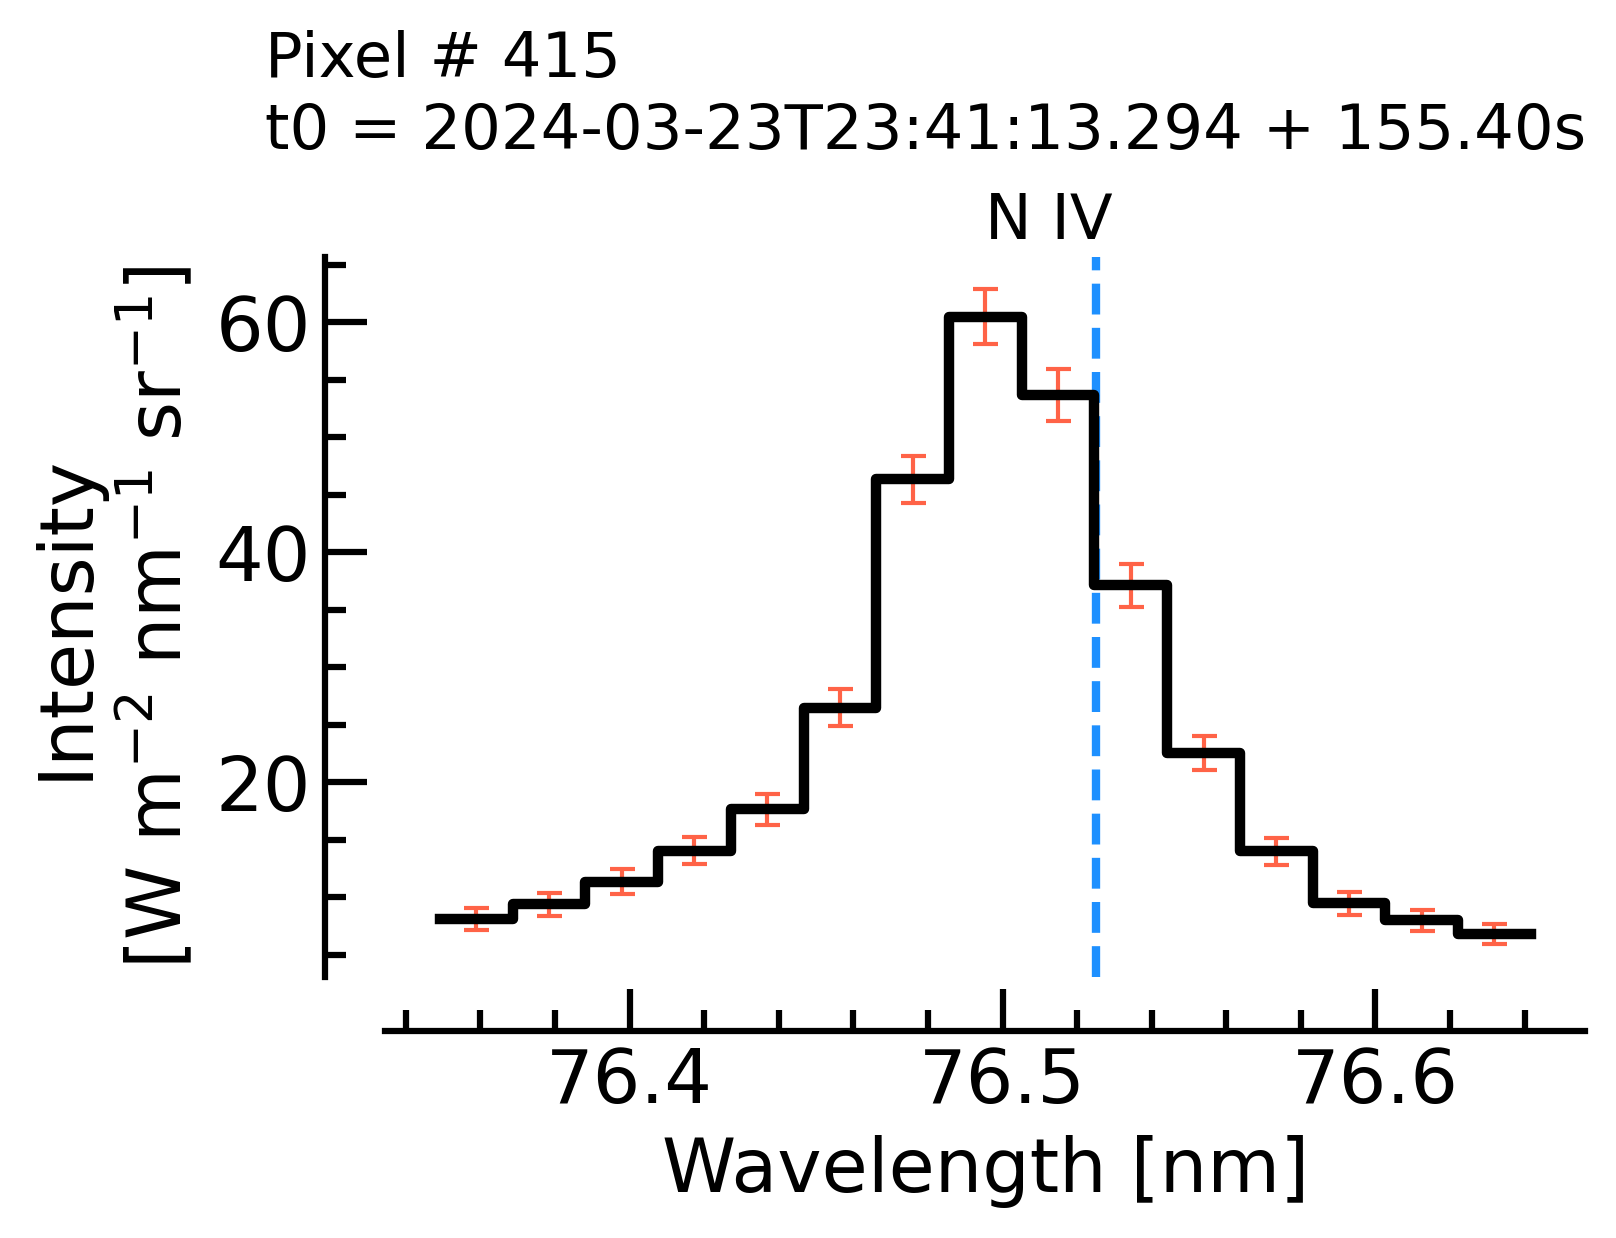 Pixel # 415
t0 = 2024-03-23T23:41:13.294 + 155.40s
N IV
Intensity
[W m⁻² nm⁻¹ sr⁻¹]
60
40
20
76.4 76.5 76.6
Wavelength [nm]